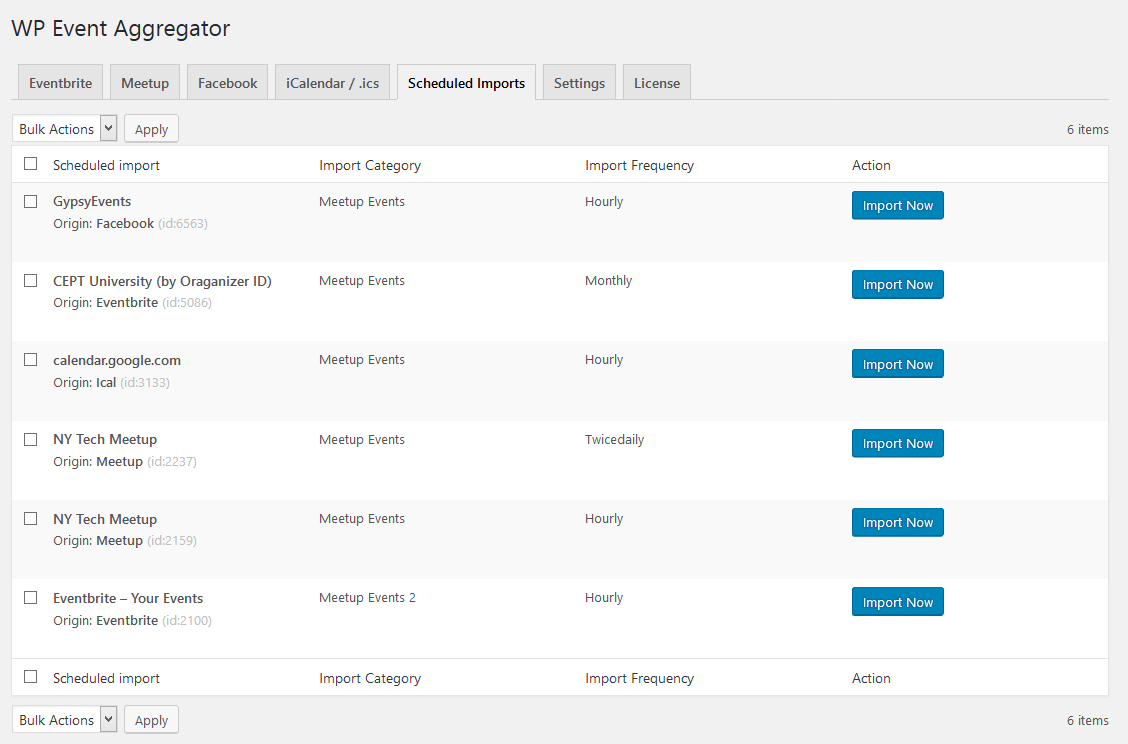 WP Event Aggregator
Eventbrite Meetup Facebook iCalendar / .ics Scheduled Imports Settings License
Bulk Actions Apply 6 items
Scheduled import Import Category Import Frequency Action
GypsyEvents Meetup Events Hourly Import Now
Origin: Facebook (id:6563)
CEPT University (by Oraganizer ID) Meetup Events Monthly Import Now
Origin: Eventbrite (id:5086)
calendar.google.com Meetup Events Hourly Import Now
Origin: Ical (id:3133)
NY Tech Meetup Meetup Events Twicedaily Import Now
Origin: Meetup (id:2237)
NY Tech Meetup Meetup Events Hourly Import Now
Origin: Meetup (id:2159)
Eventbrite – Your Events Meetup Events 2 Hourly Import Now
Origin: Eventbrite (id:2100)
Scheduled import Import Category Import Frequency Action
Bulk Actions Apply 6 items